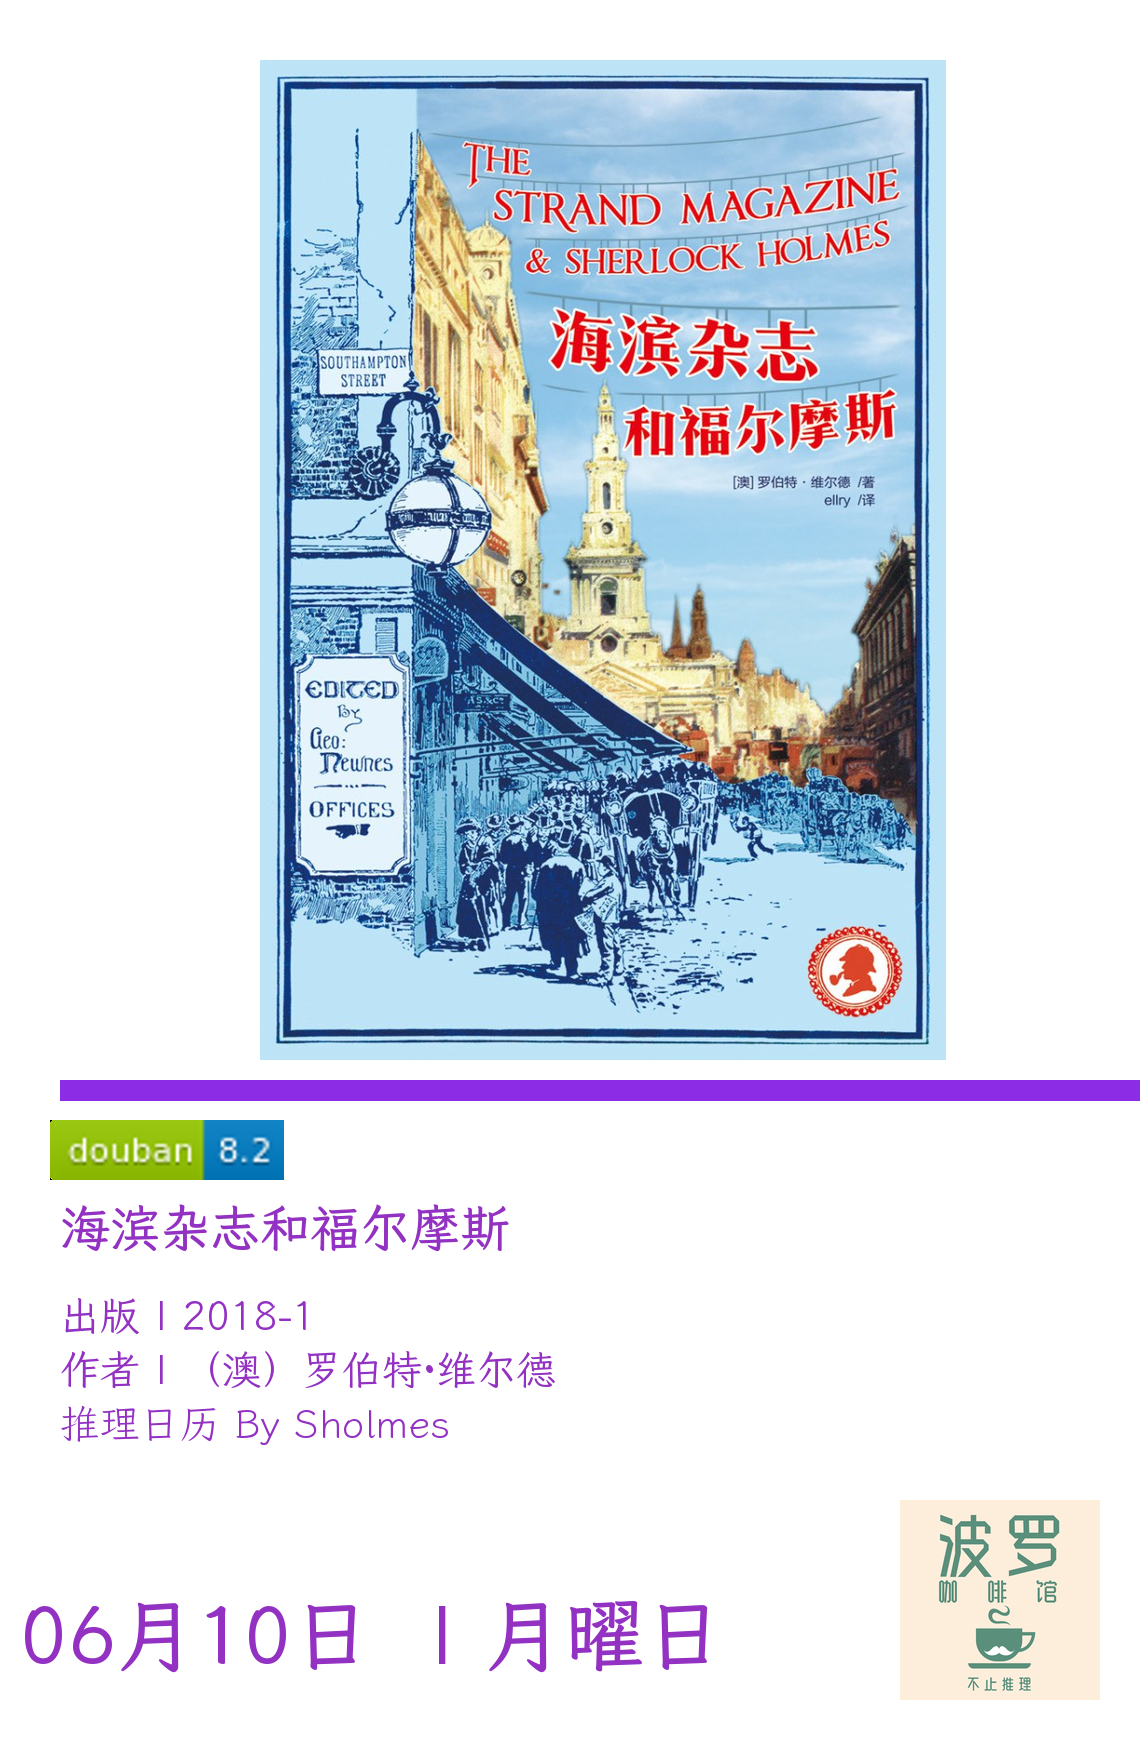 THE
STRAND MAGAZINE
& SHERLOCK HOLMES
海滨杂志
和福尔摩斯
[澳] 罗伯特·维尔德 /著
ellry /译
SOUTHAMPTON
STREET
EDITED
By
Geo:
Newnes
OFFICES
douban 8.2
海滨杂志和福尔摩斯
出版 | 2018-1
作者 | （澳）罗伯特•维尔德
推理日历 By Sholmes
06月10日 | 月曜日
波罗
咖啡馆
不止推理